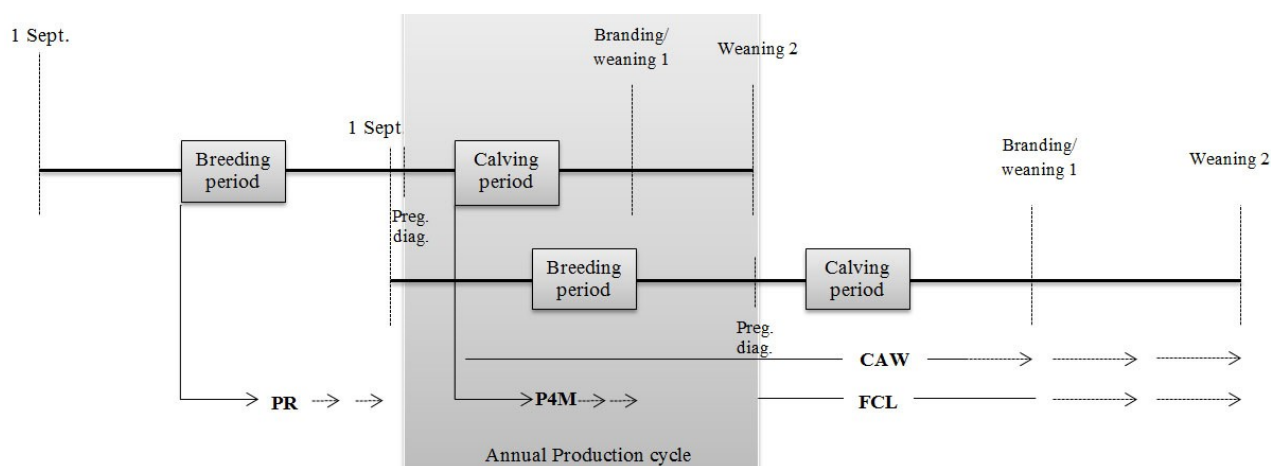 1 Sept.
Branding/
weaning 1
Weaning 2
1 Sept.
Breeding
period
Calving
period
Branding/
weaning 1
Weaning 2
Preg.
diag.
Breeding
period
Calving
period
Preg.
diag.
CAW
PR
P4M
FCL
Annual Production cycle